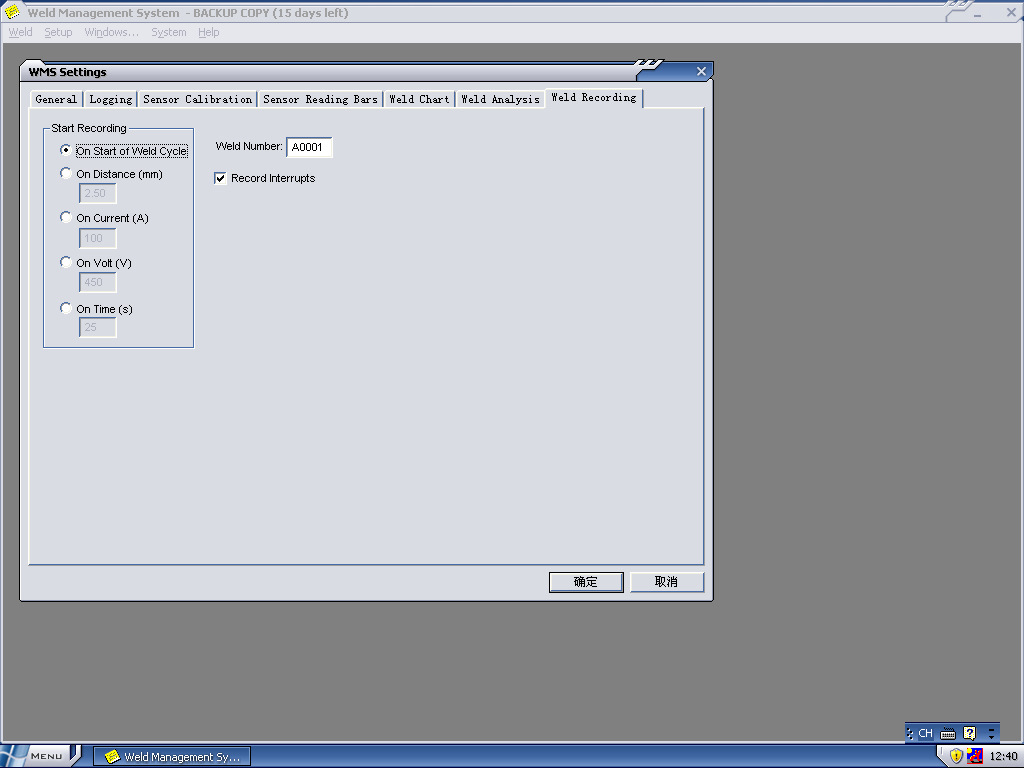 Weld Management System - BACKUP COPY (15 days left)
Weld Setup Windows... System Help
WMS Settings
General Logging Sensor Calibration Sensor Reading Bars Weld Chart Weld Analysis Weld Recording
Start Recording
On Start of Weld Cycle
On Distance (mm)
2.50
On Current (A)
100
On Volt (V)
450
On Time (s)
25
Weld Number: A0001
Record Interrupts
确定 取消
CH
MENU Weld Management Sy... 12:40